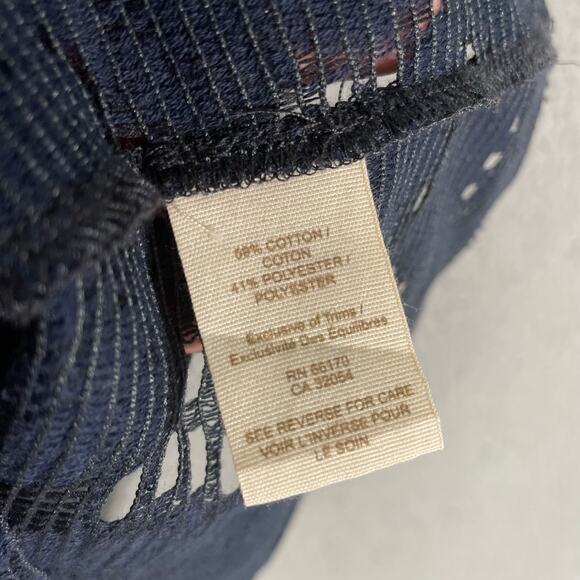 59% COTTON /
COTON
41% POLYESTER /
POLYESTER
Exclusive of Trims /
Exclusivité Des Equilibres
RN 66170
CA 32054
SEE REVERSE FOR CARE
VOIR L'INVERSE POUR
LE SOIN